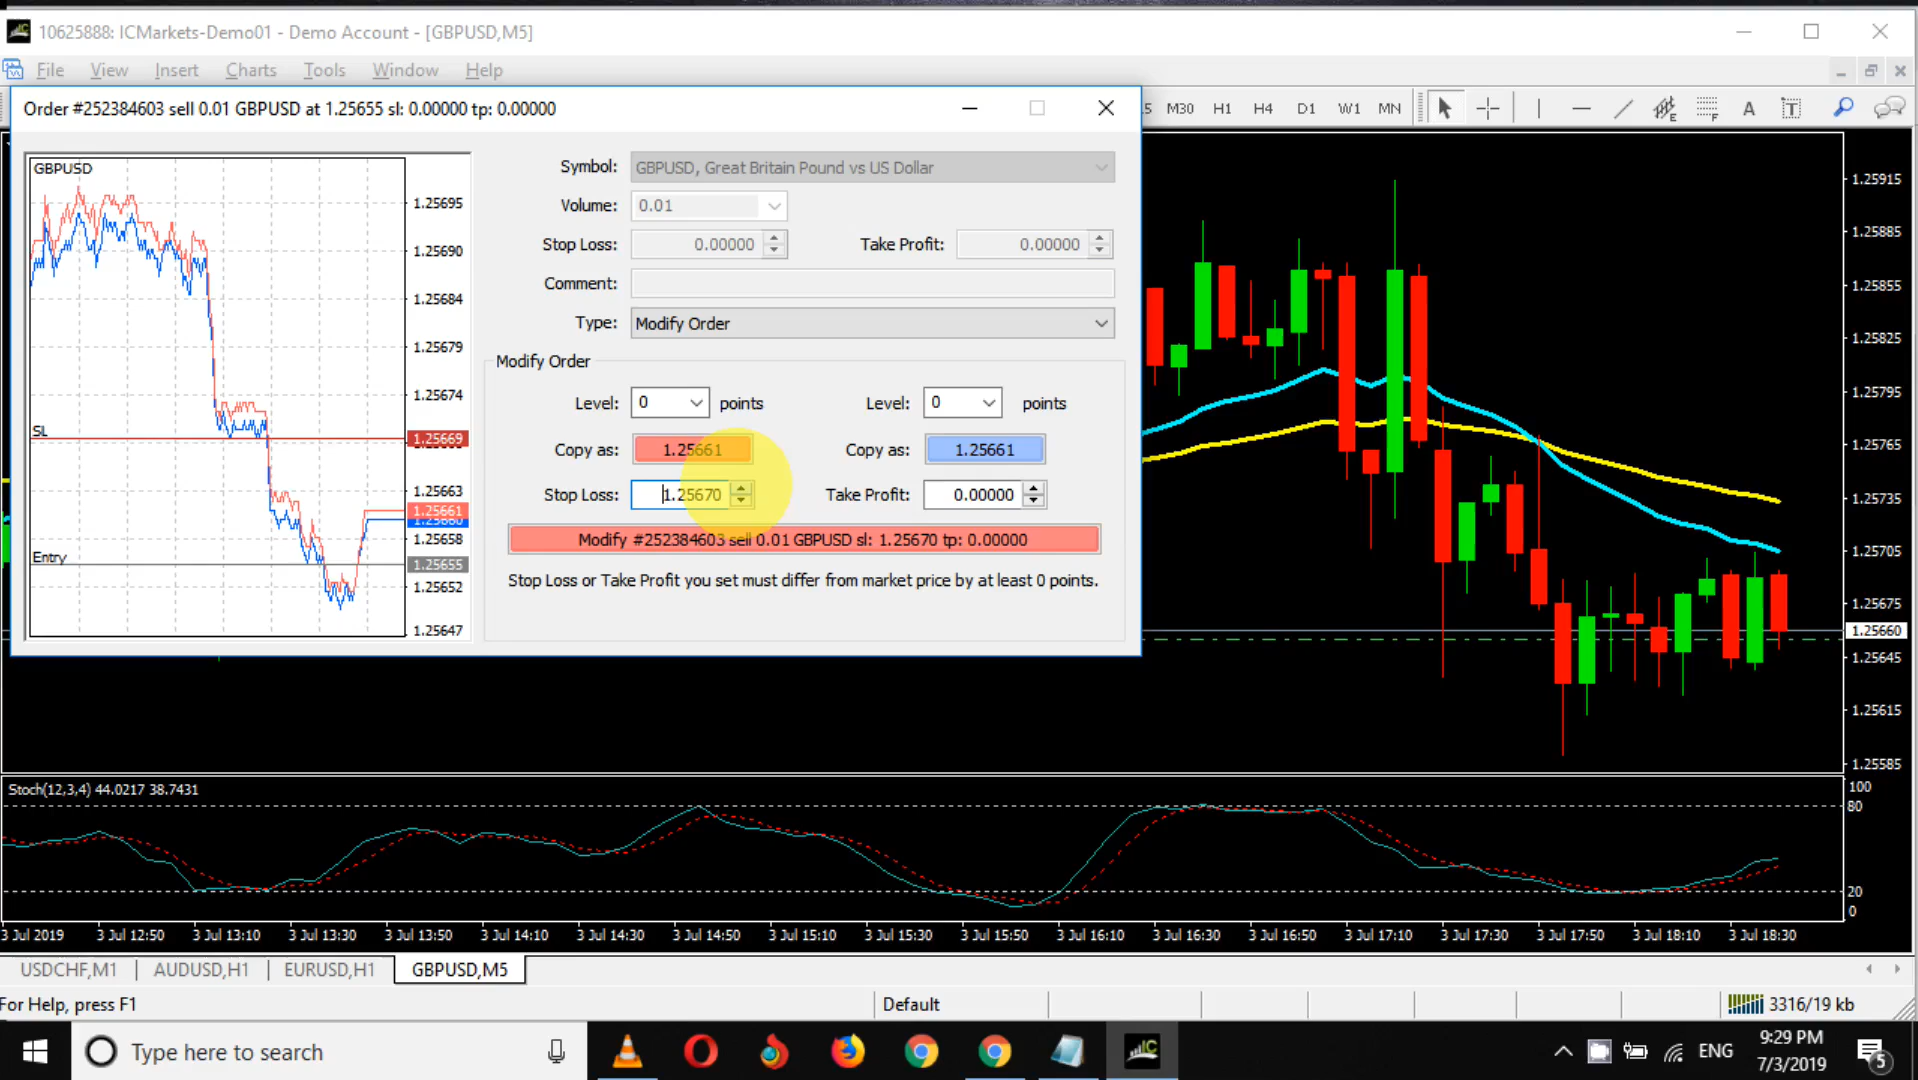 10625888: ICMarkets-Demo01 - Demo Account - [GBPUSD,M5]
File View Insert Charts Tools Window Help
Order #252384603 sell 0.01 GBPUSD at 1.25655 sl: 0.00000 tp: 0.00000
M30 H1 H4 D1 W1 MN
GBPUSD
1.25695
1.25690
1.25684
1.25679
1.25674
SL
1.25669
1.25663
1.25661
1.25660
1.25658
Entry
1.25655
1.25652
1.25647
Symbol: GBPUSD, Great Britain Pound vs US Dollar
Volume: 0.01
Stop Loss: 0.00000 Take Profit: 0.00000
Comment:
Type: Modify Order
Modify Order
Level: 0 points Level: 0 points
Copy as: 1.25661 Copy as: 1.25661
Stop Loss: 1.25670 Take Profit: 0.00000
Modify #252384603 sell 0.01 GBPUSD sl: 1.25670 tp: 0.00000
Stop Loss or Take Profit you set must differ from market price by at least 0 points.
1.25915
1.25885
1.25855
1.25825
1.25795
1.25765
1.25735
1.25705
1.25675
1.25660
1.25645
1.25615
1.25585
Stoch(12,3,4) 44.0217 38.7431
100
80
20
0
3 Jul 2019 3 Jul 12:50 3 Jul 13:10 3 Jul 13:30 3 Jul 13:50 3 Jul 14:10 3 Jul 14:30 3 Jul 14:50 3 Jul 15:10 3 Jul 15:30 3 Jul 15:50 3 Jul 16:10 3 Jul 16:30 3 Jul 16:50 3 Jul 17:10 3 Jul 17:30 3 Jul 17:50 3 Jul 18:10 3 Jul 18:30
USDCHF,M1 AUDUSD,H1 EURUSD,H1 GBPUSD,M5
For Help, press F1 Default 3316/19 kb
Type here to search ENG 9:29 PM
7/3/2019
5